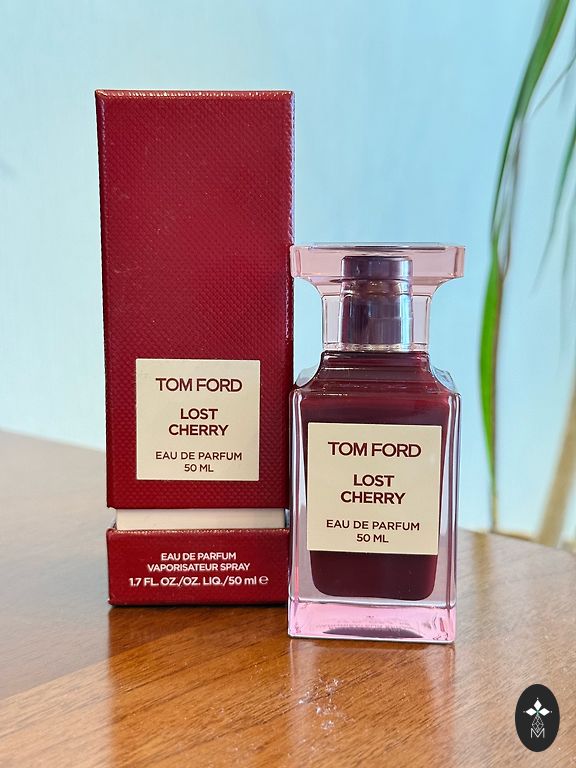 TOM FORD
LOST
CHERRY
EAU DE PARFUM
50 ML
EAU DE PARFUM
VAPORISATEUR SPRAY
1.7 FL. OZ./OZ. LIQ./50 ml e
TOM FORD
LOST
CHERRY
EAU DE PARFUM
50 ML
M